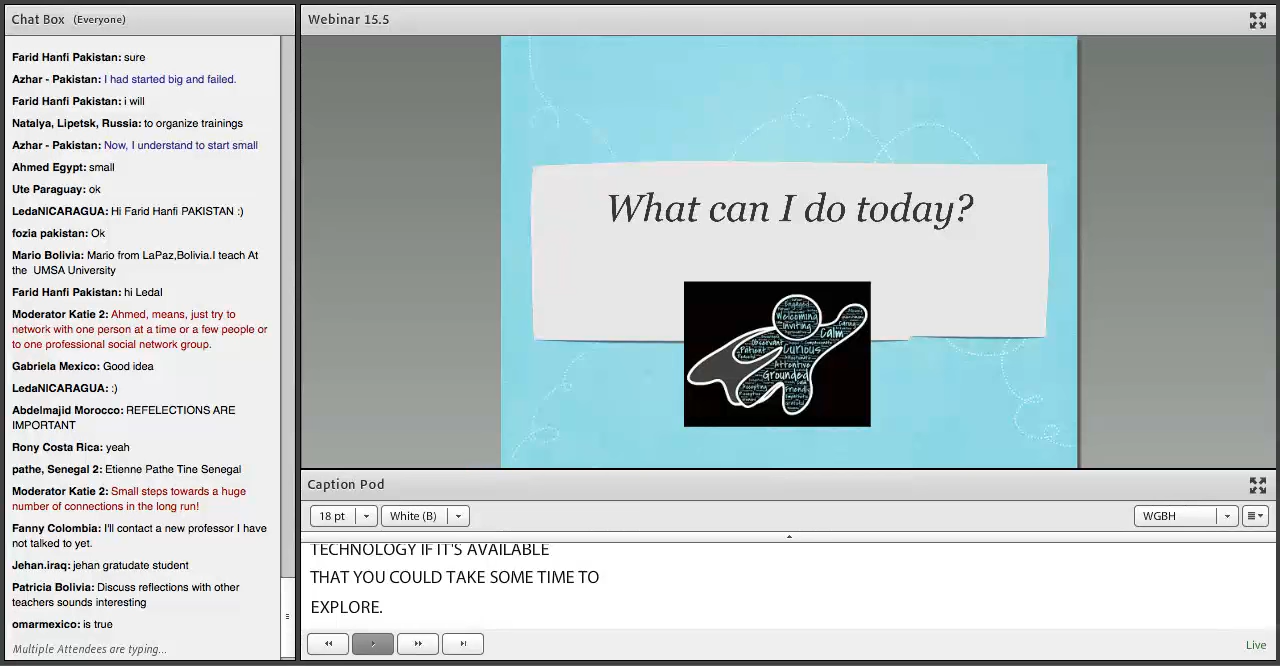 Chat Box (Everyone)
Farid Hanfi Pakistan: sure
Azhar - Pakistan: I had started big and failed.
Farid Hanfi Pakistan: i will
Natalya, Lipetsk, Russia: to organize trainings
Azhar - Pakistan: Now, I understand to start small
Ahmed Egypt: small
Ute Paraguay: ok
LedaNICARAGUA: Hi Farid Hanfi PAKISTAN :)
fozia pakistan: Ok
Mario Bolivia: Mario from LaPaz,Bolivia.I teach At
the UMSA University
Farid Hanfi Pakistan: hi Ledal
Moderator Katie 2: Ahmed, means, just try to
network with one person at a time or a few people or
to one professional social network group.
Gabriela Mexico: Good idea
LedaNICARAGUA: :)
Abdelmajid Morocco: REFELECTIONS ARE
IMPORTANT
Rony Costa Rica: yeah
pathe, Senegal 2: Etienne Pathe Tine Senegal
Moderator Katie 2: Small steps towards a huge
number of connections in the long run!
Fanny Colombia: I'll contact a new professor I have
not talked to yet.
Jehan.iraq: jehan gratudate student
Patricia Bolivia: Discuss reflections with other
teachers sounds interesting
omarmexico: is true
Multiple Attendees are typing...
Webinar 15.5
What can I do today?
Engaged
Welcoming
Inviting
Calm
Caring
Observant
Patient
Curious
Attentive
Grounded
Accepting
Friendly
Caption Pod
18 pt
White (B)
WGBH
TECHNOLOGY IF IT'S AVAILABLE
THAT YOU COULD TAKE SOME TIME TO
EXPLORE.
Live